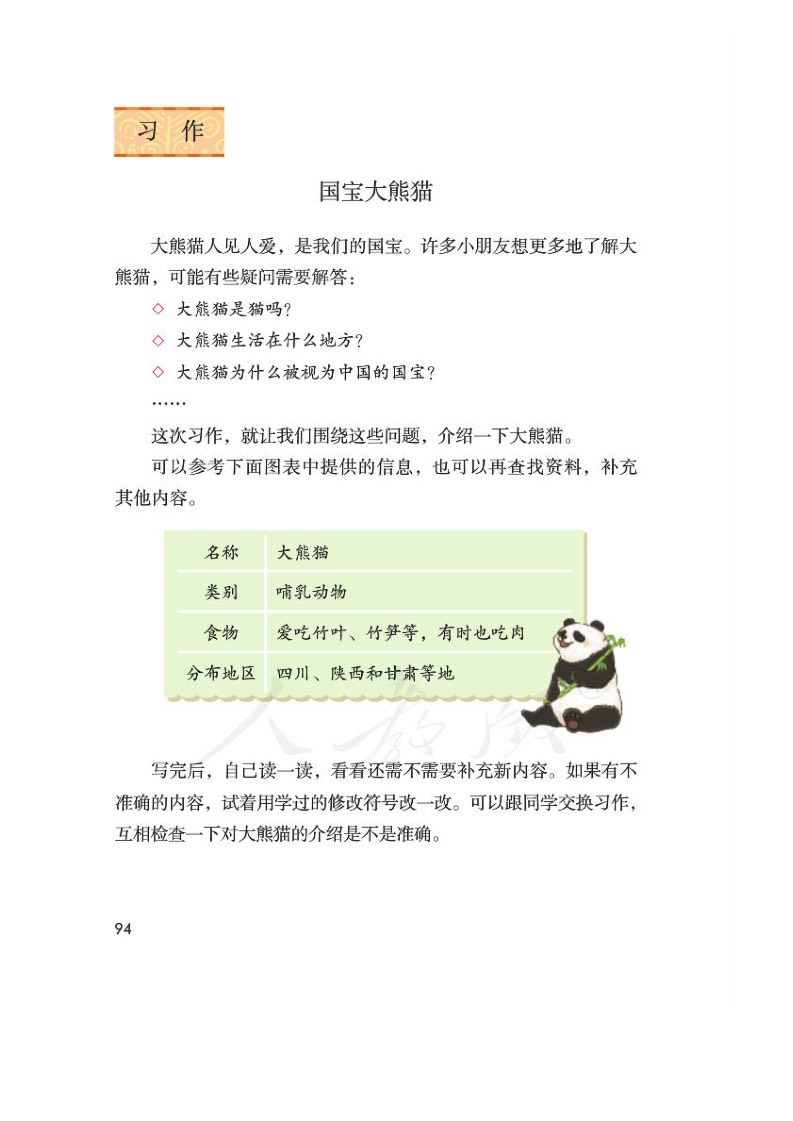 习 作
国宝大熊猫
大熊猫人见人爱，是我们的国宝。许多小朋友想更多地了解大
熊猫，可能有些疑问需要解答：
◇ 大熊猫是猫吗？
◇ 大熊猫生活在什么地方？
◇ 大熊猫为什么被视为中国的国宝？
……
这次习作，就让我们围绕这些问题，介绍一下大熊猫。
可以参考下面图表中提供的信息，也可以再查找资料，补充
其他内容。
名称 大熊猫
类别 哺乳动物
食物 爱吃竹叶、竹笋等，有时也吃肉
分布地区 四川、陕西和甘肃等地
人教版
写完后，自己读一读，看看还需不需要补充新内容。如果有不
准确的内容，试着用学过的修改符号改一改。可以跟同学交换习作，
互相检查一下对大熊猫的介绍是不是准确。
94